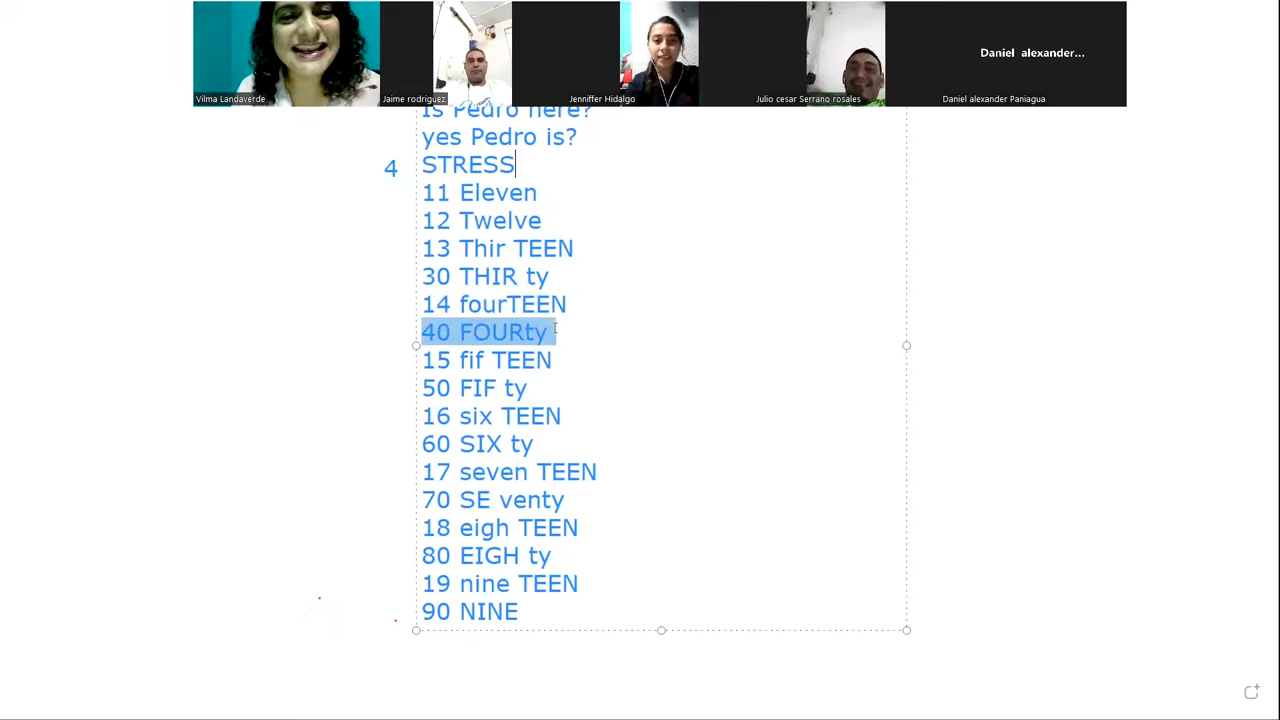 Daniel alexander...
Vilma Landaverde
Jaime rodriguez
Jenniffer Hidalgo
Julio cesar Serrano rosales
Daniel alexander Paniagua
Is Pedro here?
yes Pedro is?
4
STRESS
11 Eleven
12 Twelve
13 Thir TEEN
30 THIR ty
14 fourTEEN
40 FOURty
15 fif TEEN
50 FIF ty
16 six TEEN
60 SIX ty
17 seven TEEN
70 SE venty
18 eigh TEEN
80 EIGH ty
19 nine TEEN
90 NINE